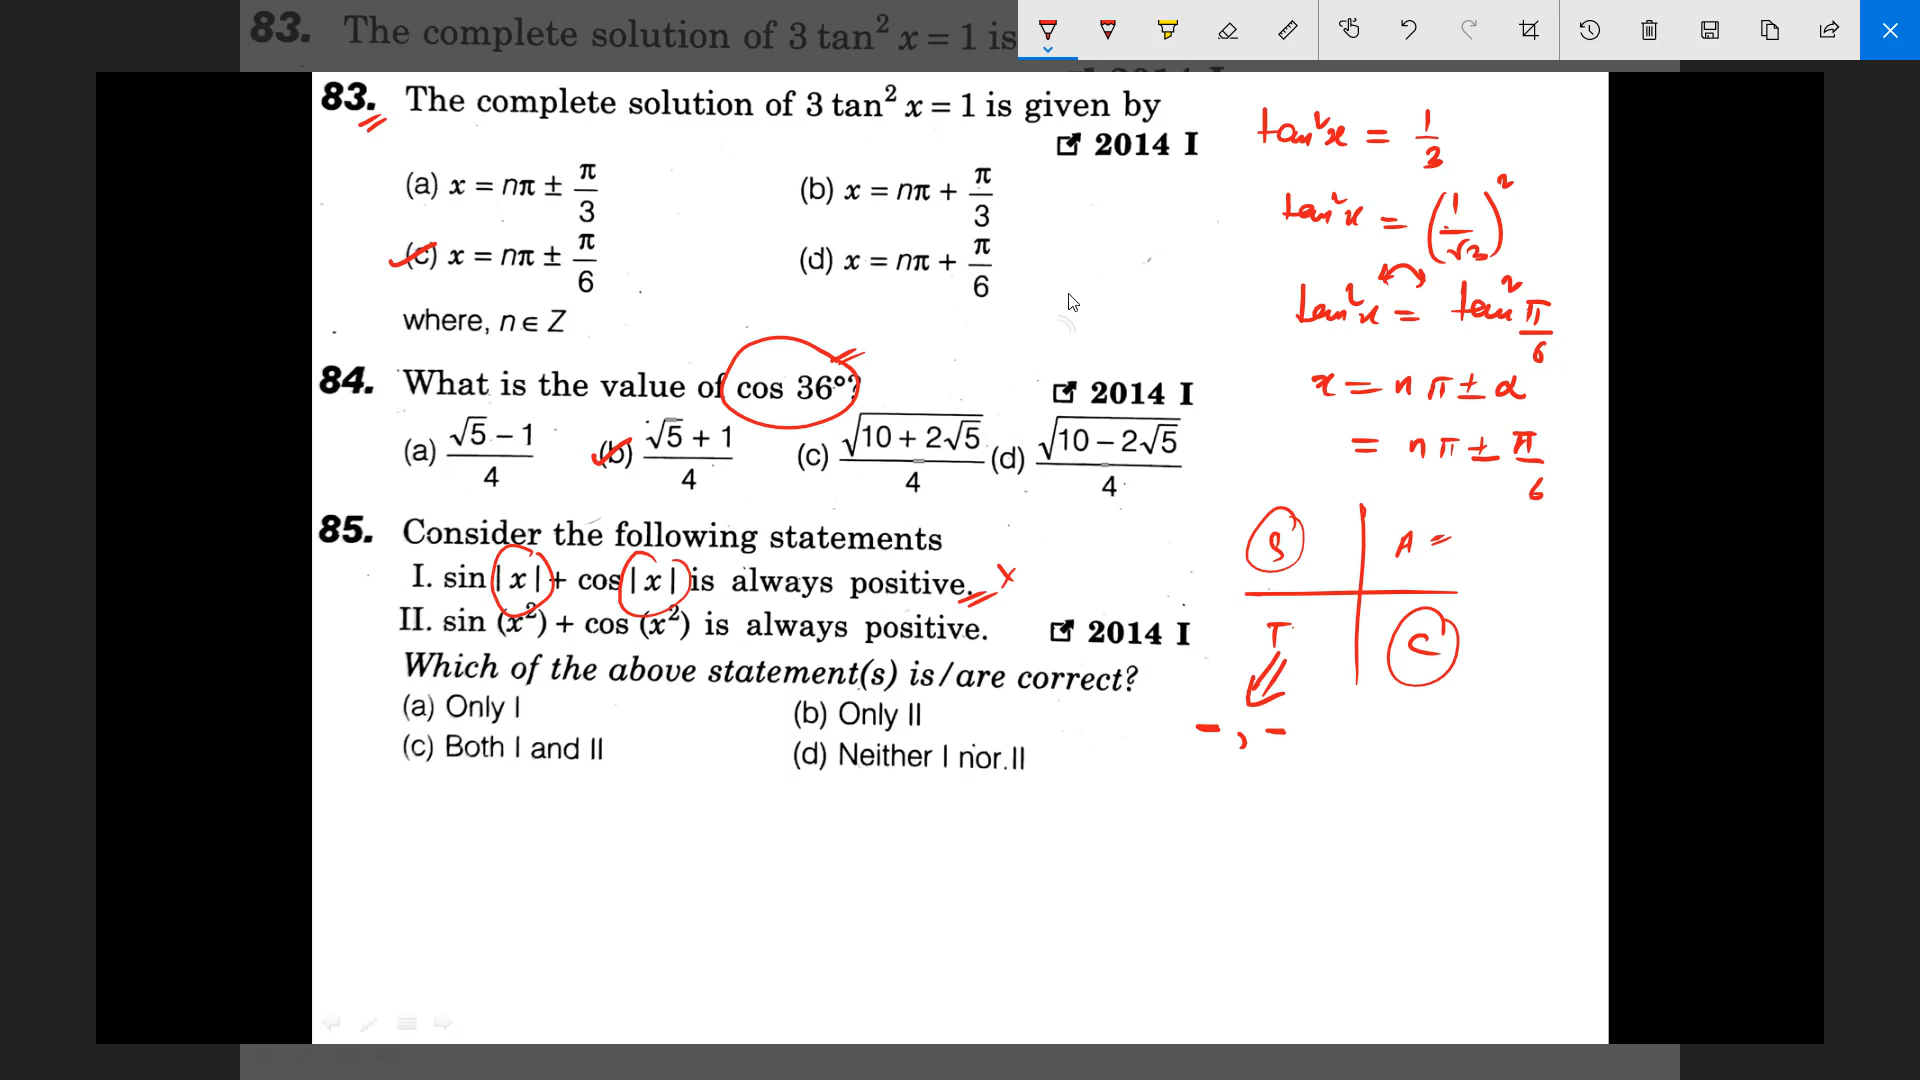 83. The complete solution of 3 tan² x = 1 is
83. The complete solution of 3 tan² x = 1 is given by
2014 I
(a) x = nπ ± π/3
(b) x = nπ + π/3
(c) x = nπ ± π/6
(d) x = nπ + π/6
where, n ∈ Z
84. What is the value of cos 36°?
2014 I
(a) (√5 − 1)/4
(b) (√5 + 1)/4
(c) √(10 + 2√5)/4
(d) √(10 − 2√5)/4
85. Consider the following statements
I. sin|x| + cos|x| is always positive. x
II. sin (x²) + cos (x²) is always positive.
2014 I
Which of the above statement(s) is/are correct?
(a) Only I
(b) Only II
(c) Both I and II
(d) Neither I nor II
tan²x = 1/3
tan²x = (1/√3)²
tan²x = tan² π/6
x = nπ ± α
= nπ ± π/6
S A
T C
-, -